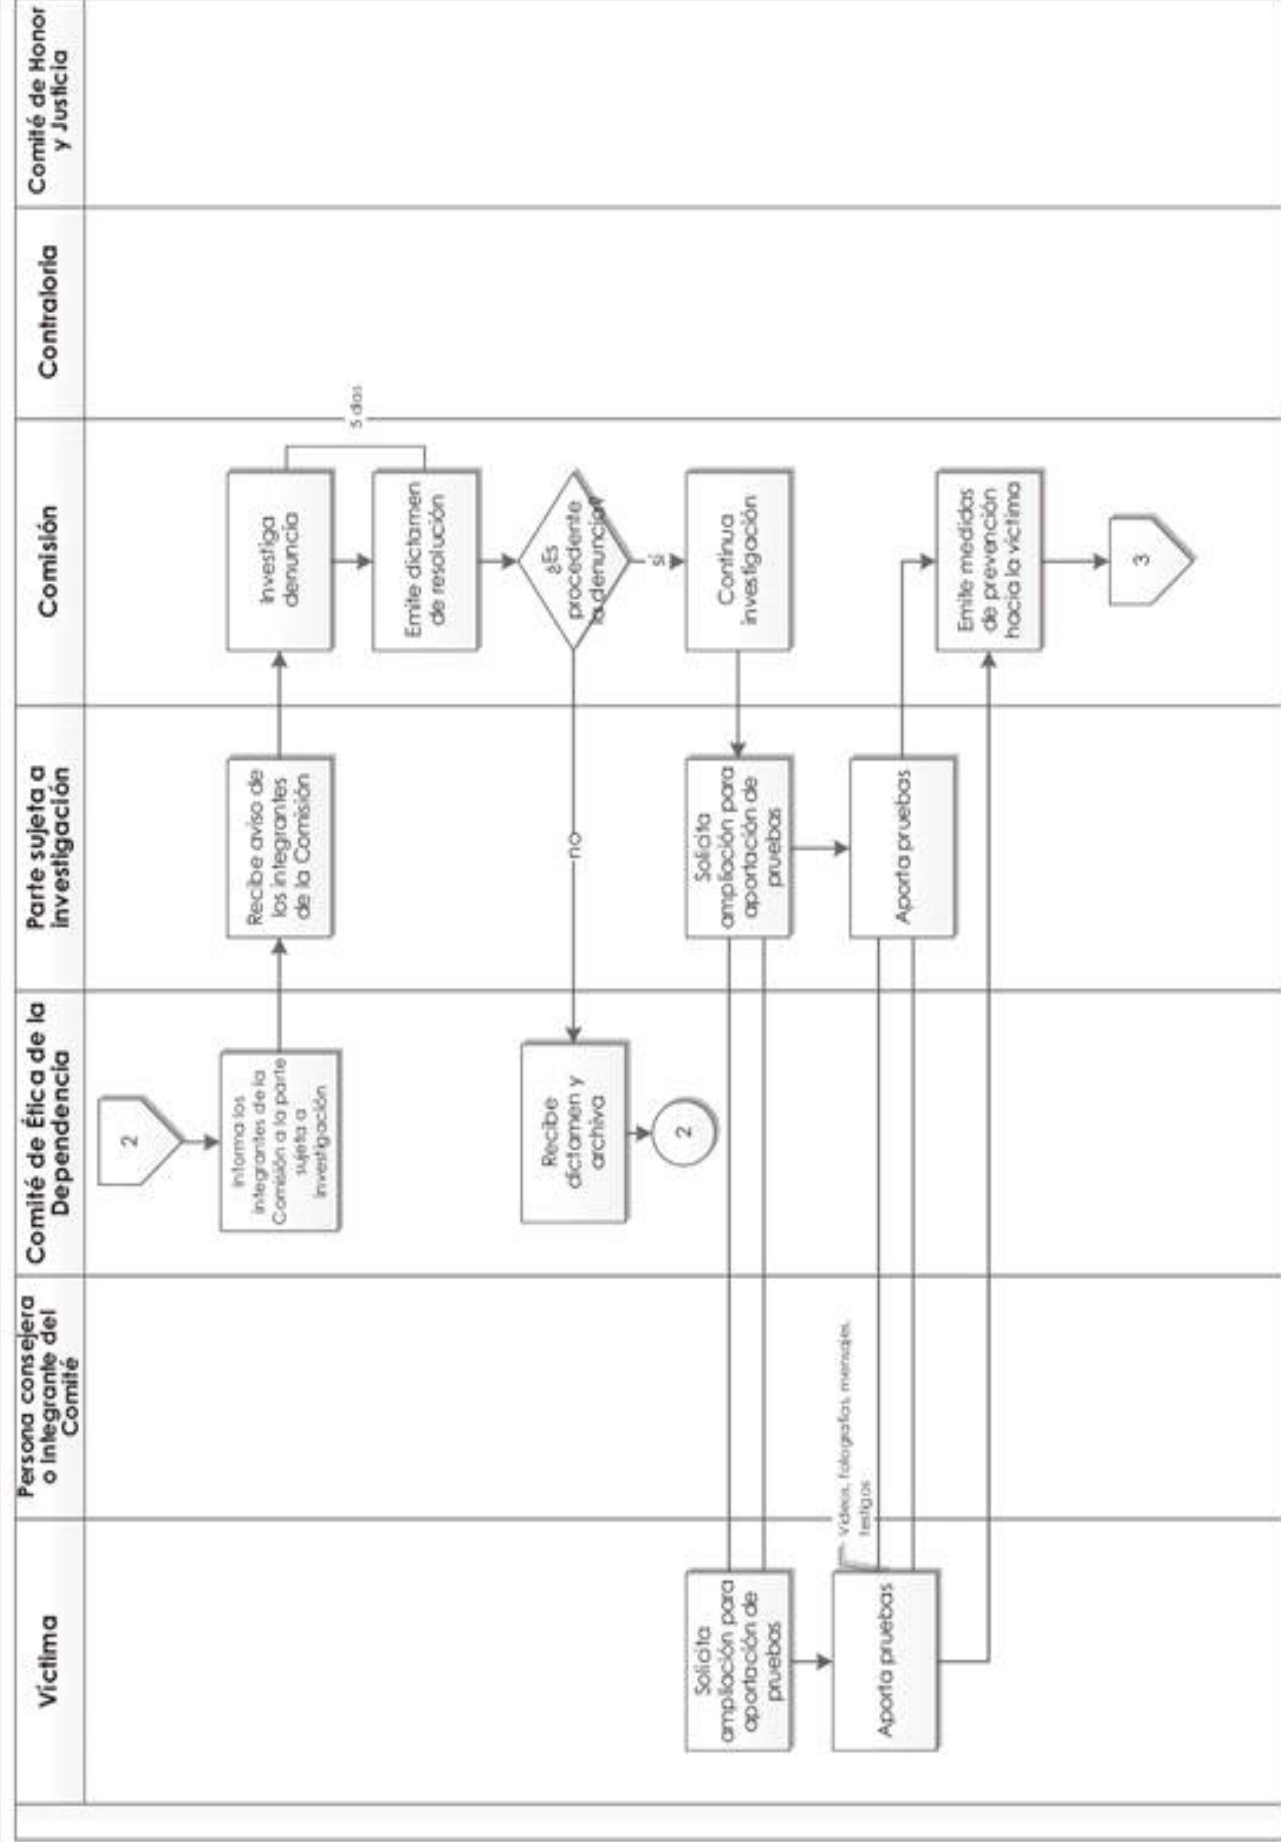 Víctima
Persona consejera
o Integrante del
Comité
Comité de Ética de la
Dependencia
Parte sujeta a
investigación
Comisión
Contraloría
Comité de Honor
y Justicia
2
Informa los
integrantes de la
Comisión a la parte
sujeta a
investigación
Recibe aviso de
los integrantes
de la Comisión
Investiga
denuncia
5 días
Emite dictamen
de resolución
¿Es
procedente
la denuncia?
no
sí
Recibe
dictamen y
archiva
2
Continua
investigación
Solicita
ampliación para
aportación de
pruebas
Solicita
ampliación para
aportación de
pruebas
Videos, fotografías, mensajes,
testigos
Aporta pruebas
Aporta pruebas
Emite medidas
de prevención
hacia la víctima
3